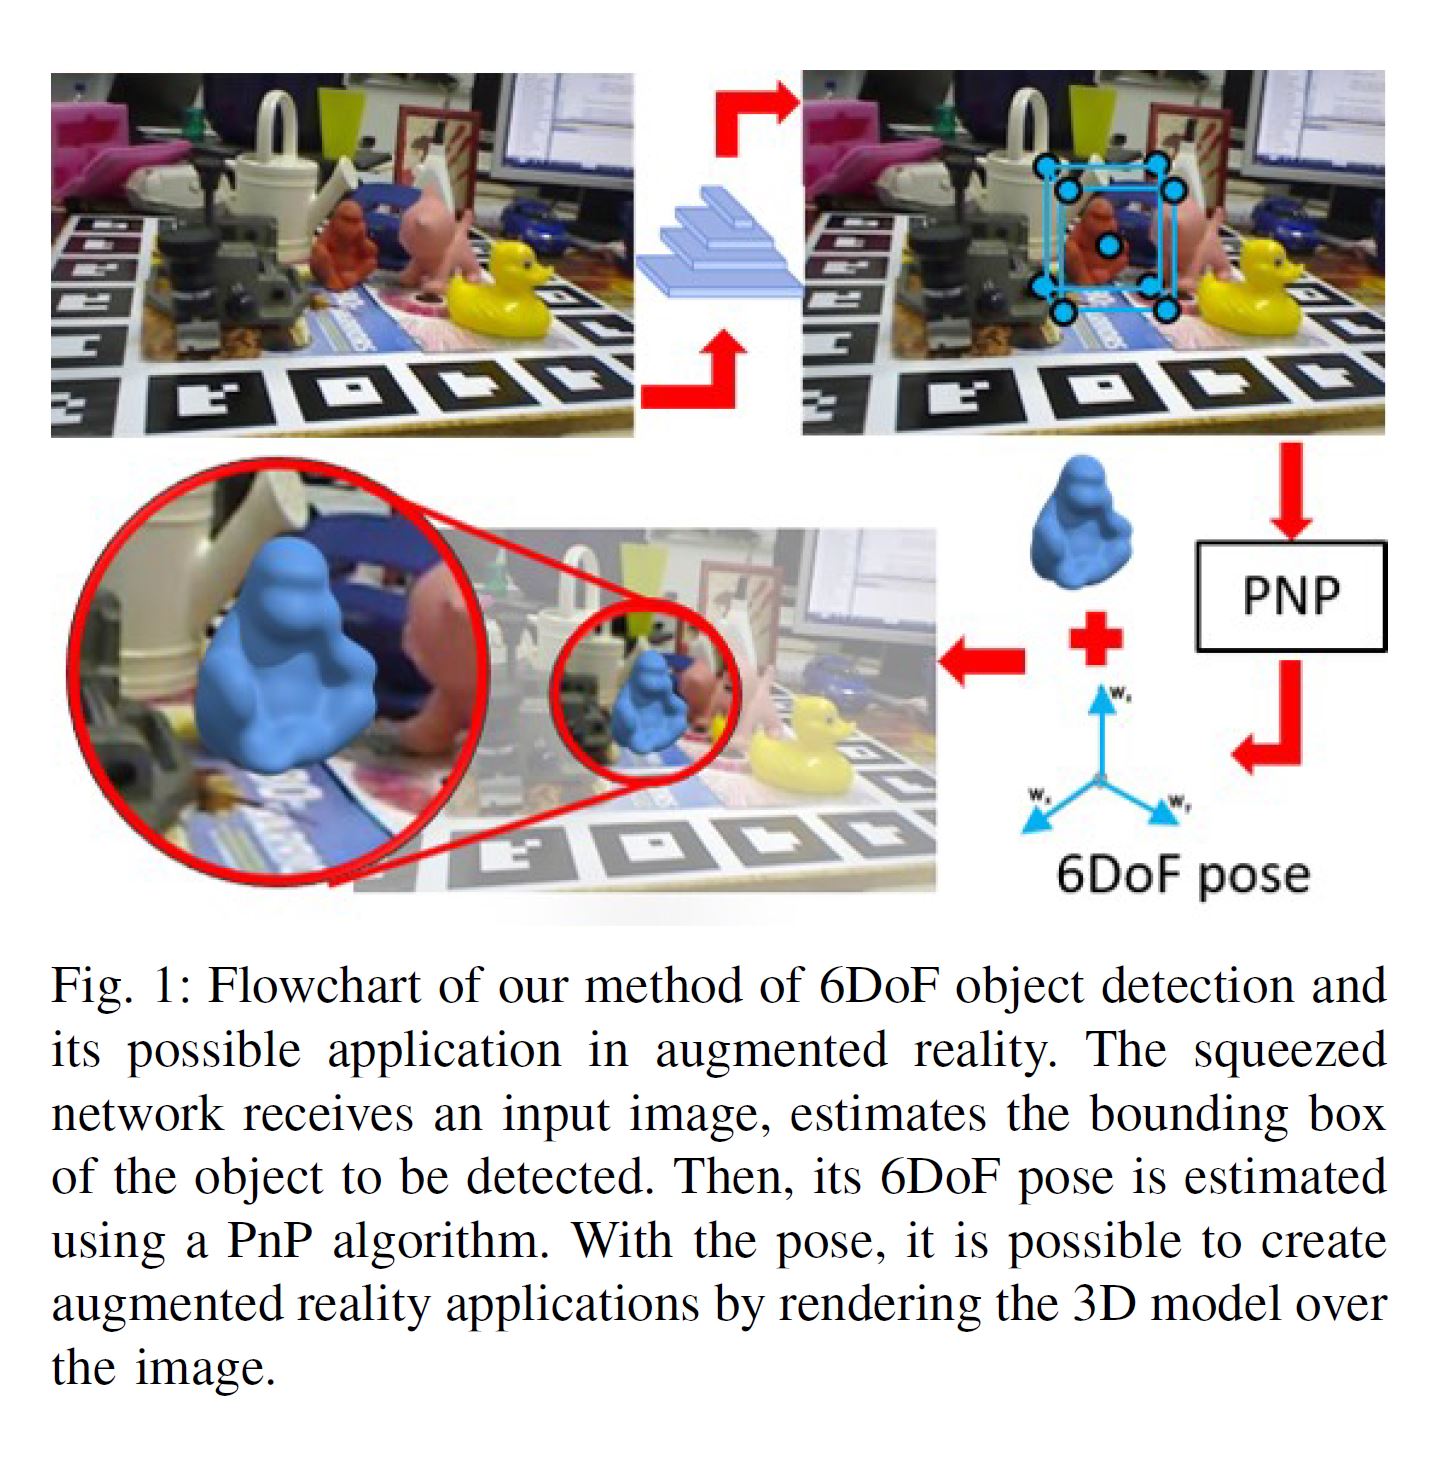 PNP
wz
wx
wy
6DoF pose
Fig. 1: Flowchart of our method of 6DoF object detection and
its possible application in augmented reality. The squeezed
network receives an input image, estimates the bounding box
of the object to be detected. Then, its 6DoF pose is estimated
using a PnP algorithm. With the pose, it is possible to create
augmented reality applications by rendering the 3D model over
the image.